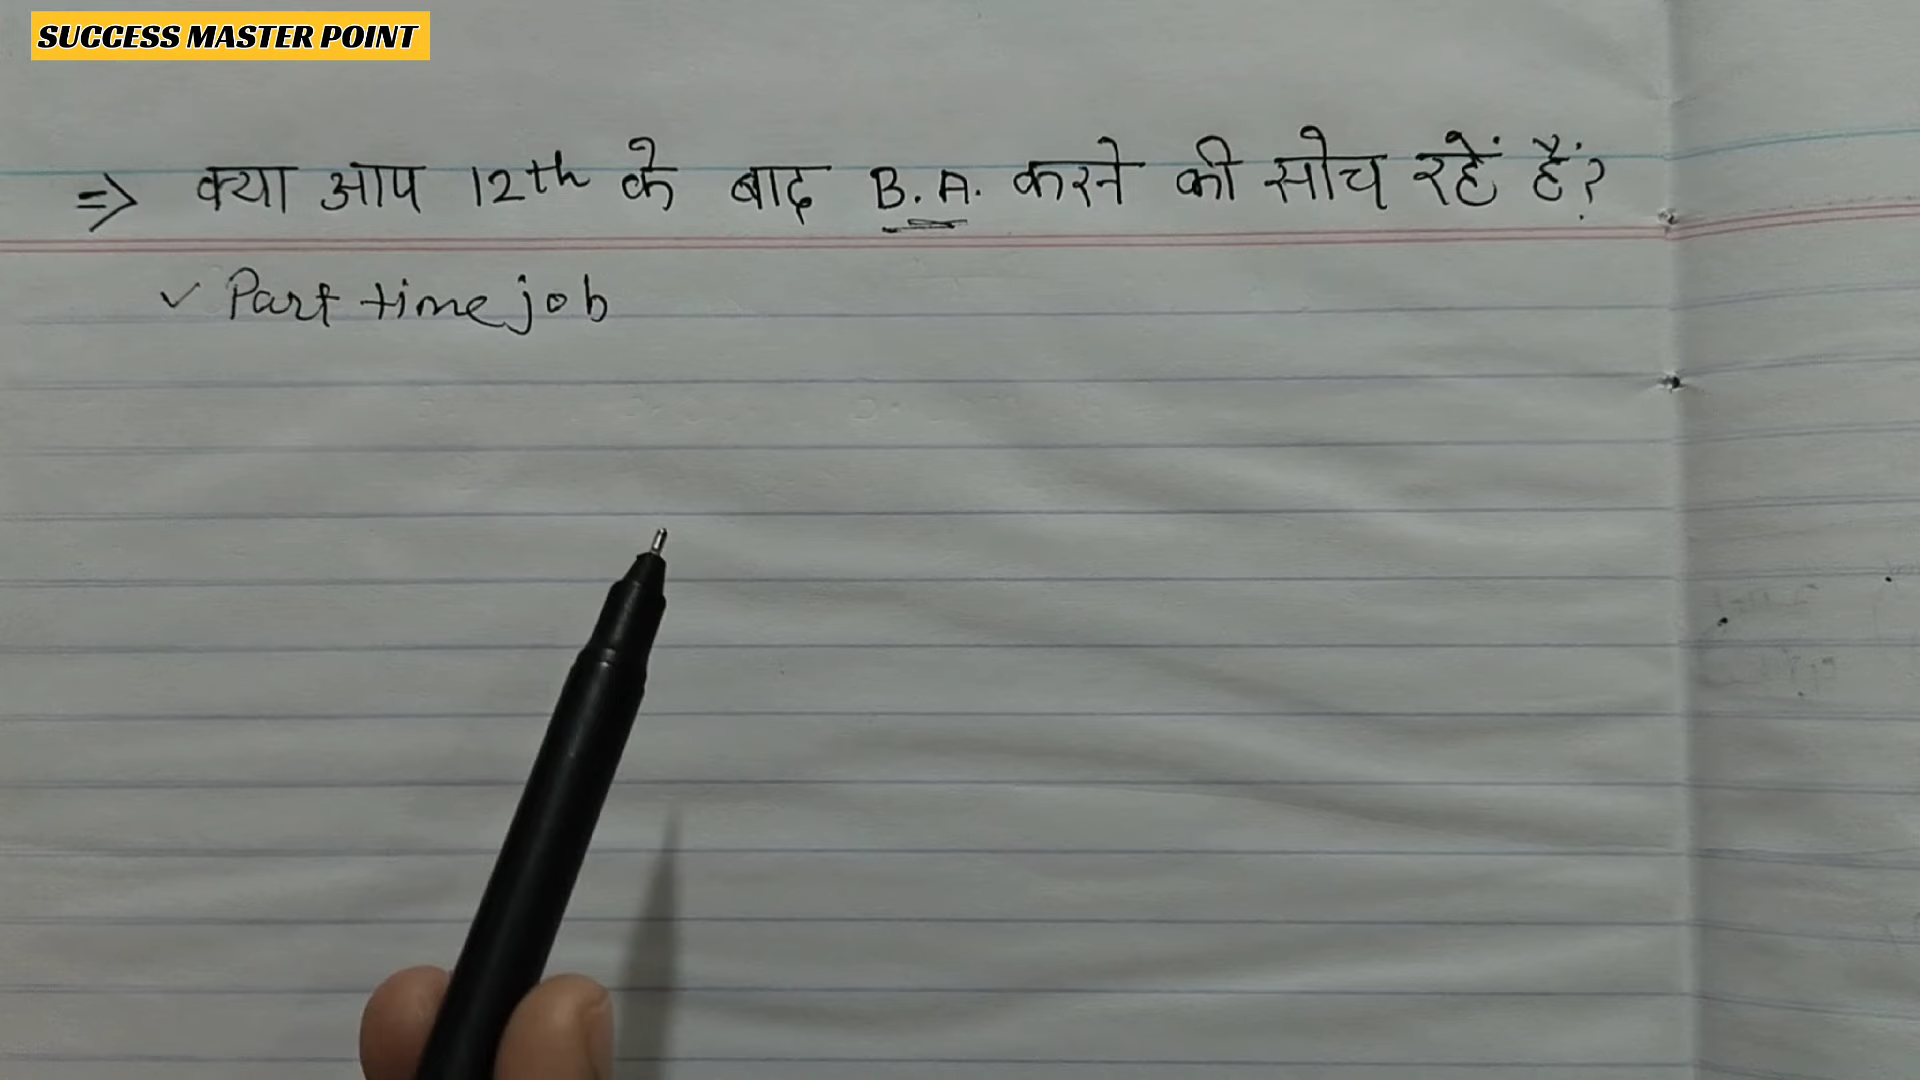 SUCCESS MASTER POINT
=> क्या आप 12th के बाद B.A. करने की सोच रहें हैं?
✓ Part time job